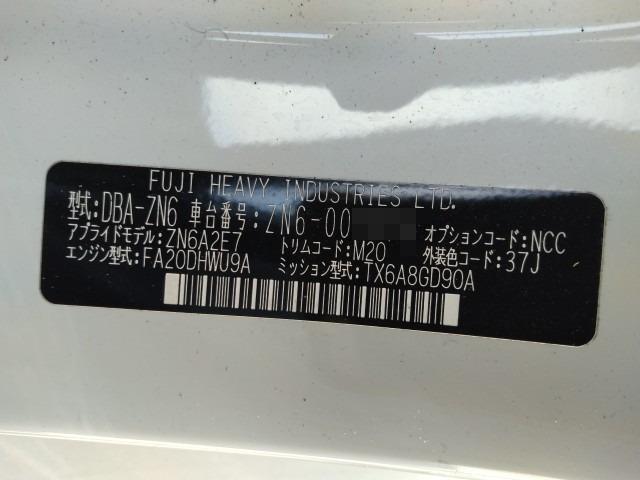 FUJI HEAVY INDUSTRIES LTD.
型式:DBA-ZN6 車台番号:ZN6-00
アプライドモデル:ZN6A2E7 トリムコード:M20 オプションコード:NCC
エンジン型式:FA20DHWU9A ミッション型式:TX6A8GD90A 外装色コード:37J